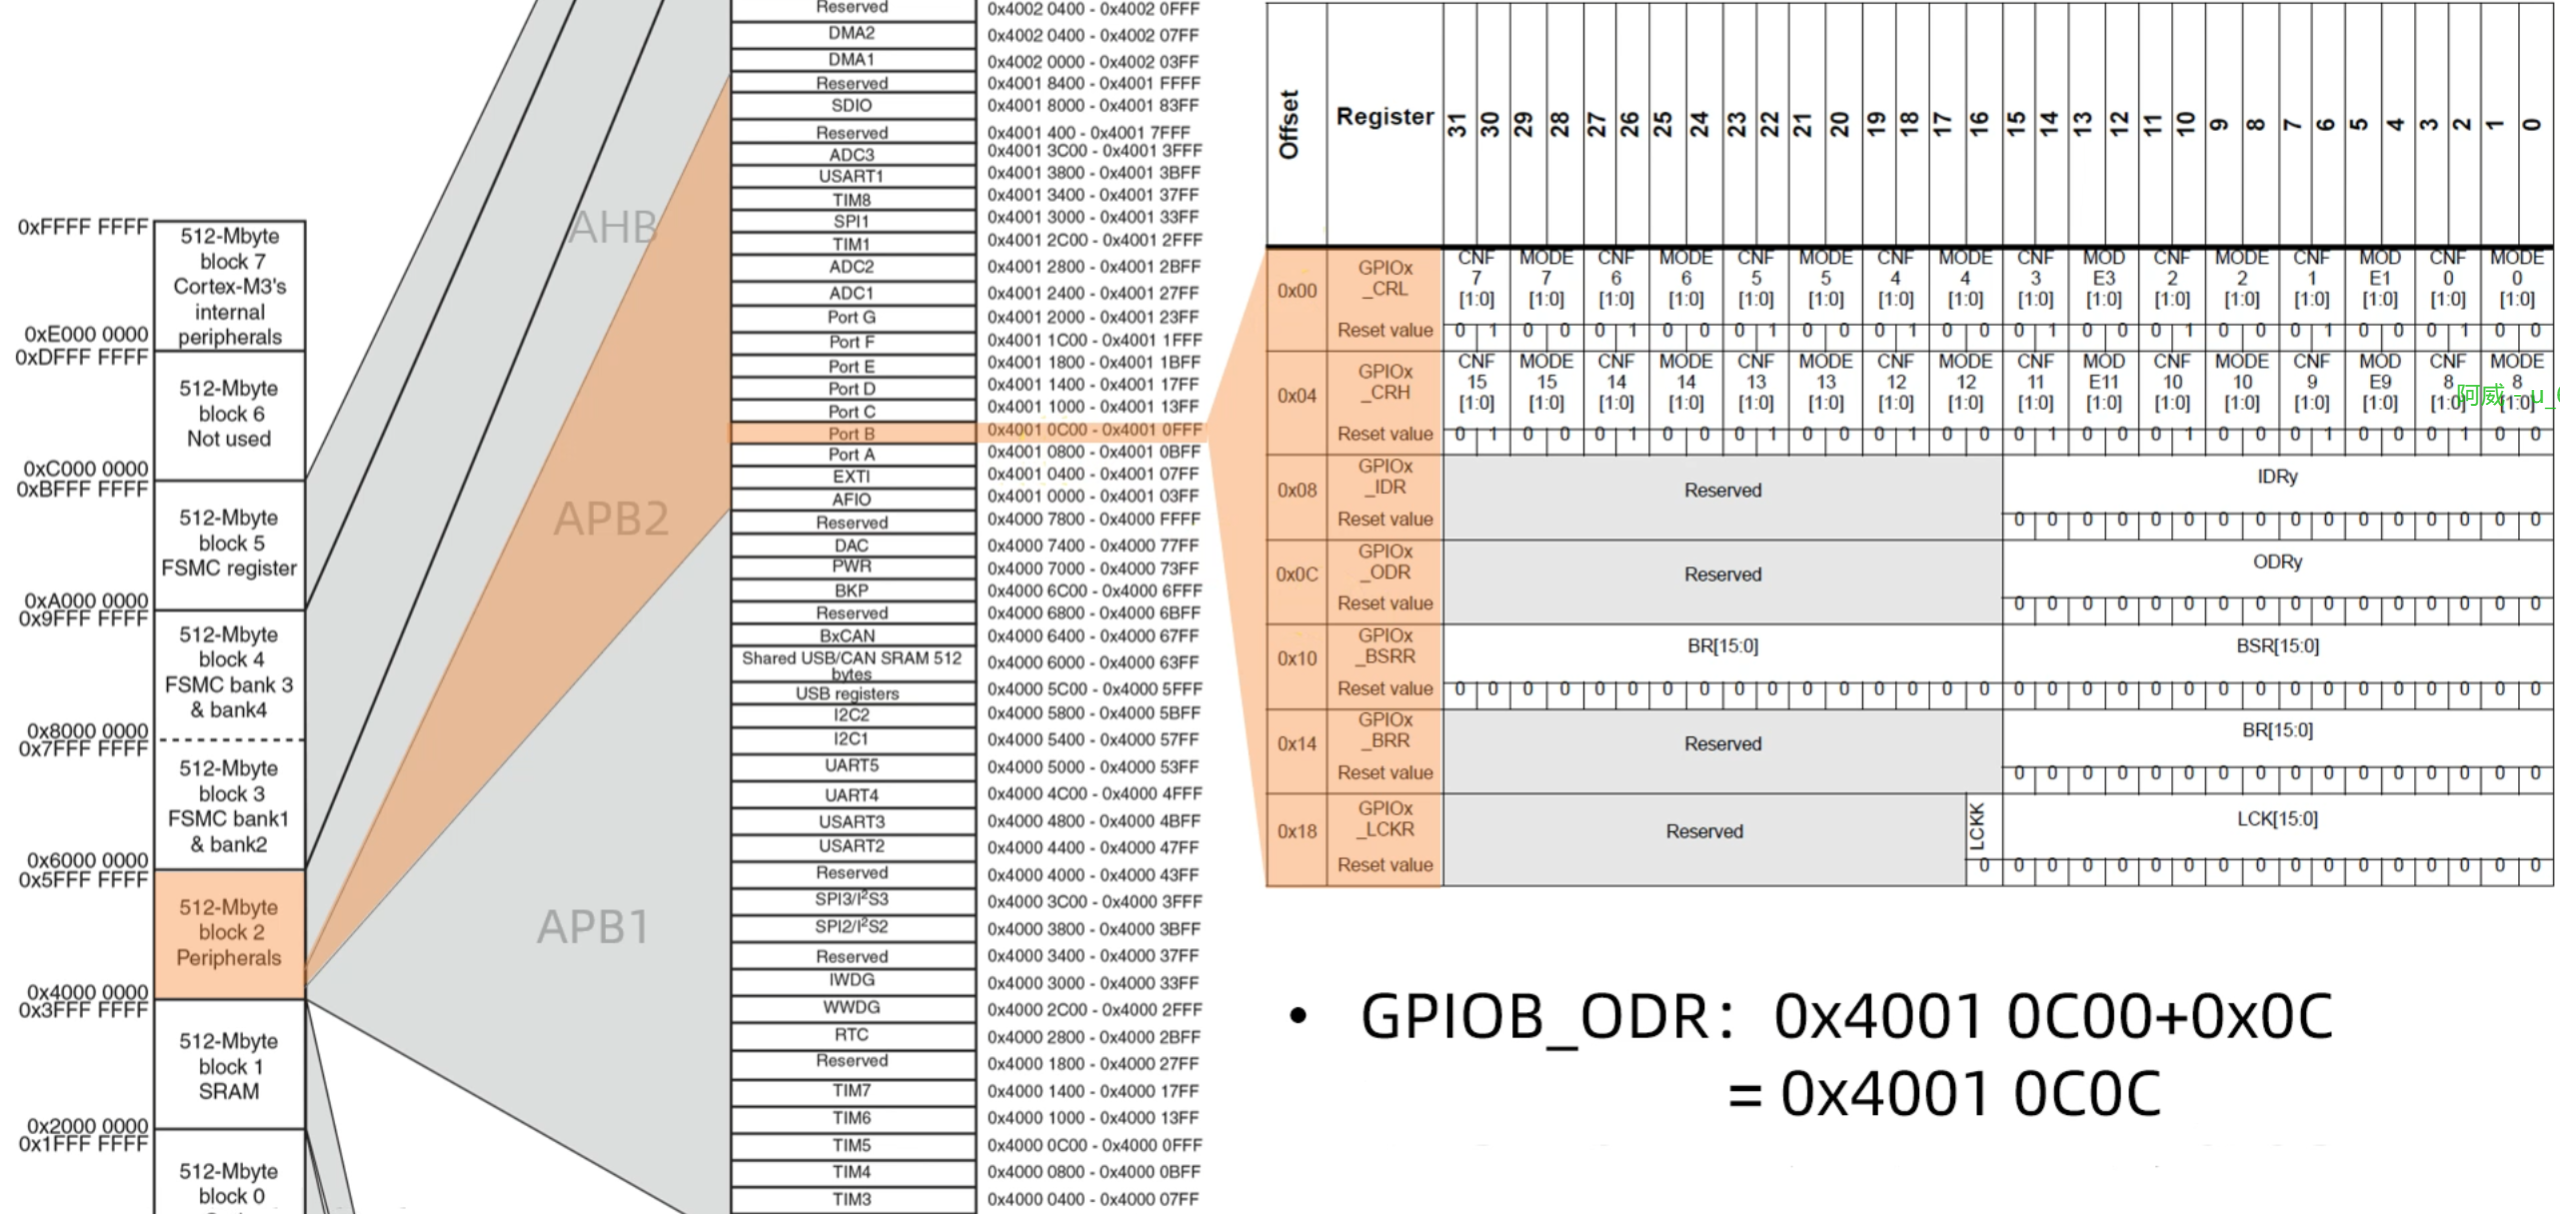 0xFFFF FFFF
512-Mbyte
block 7
Cortex-M3's
internal
peripherals
0xE000 0000
0xDFFF FFFF
512-Mbyte
block 6
Not used
0xC000 0000
0xBFFF FFFF
512-Mbyte
block 5
FSMC register
0xA000 0000
0x9FFF FFFF
512-Mbyte
block 4
FSMC bank 3
& bank4
0x8000 0000
0x7FFF FFFF
512-Mbyte
block 3
FSMC bank1
& bank2
0x6000 0000
0x5FFF FFFF
512-Mbyte
block 2
Peripherals
0x4000 0000
0x3FFF FFFF
512-Mbyte
block 1
SRAM
0x2000 0000
0x1FFF FFFF
512-Mbyte
block 0
AHB
APB2
APB1
Reserved 0x4002 0400 - 0x4002 0FFF
DMA2 0x4002 0400 - 0x4002 07FF
DMA1 0x4002 0000 - 0x4002 03FF
Reserved 0x4001 8400 - 0x4001 FFFF
SDIO 0x4001 8000 - 0x4001 83FF
Reserved 0x4001 400 - 0x4001 7FFF
ADC3 0x4001 3C00 - 0x4001 3FFF
USART1 0x4001 3800 - 0x4001 3BFF
TIM8 0x4001 3400 - 0x4001 37FF
SPI1 0x4001 3000 - 0x4001 33FF
TIM1 0x4001 2C00 - 0x4001 2FFF
ADC2 0x4001 2800 - 0x4001 2BFF
ADC1 0x4001 2400 - 0x4001 27FF
Port G 0x4001 2000 - 0x4001 23FF
Port F 0x4001 1C00 - 0x4001 1FFF
Port E 0x4001 1800 - 0x4001 1BFF
Port D 0x4001 1400 - 0x4001 17FF
Port C 0x4001 1000 - 0x4001 13FF
Port B 0x4001 0C00 - 0x4001 0FFF
Port A 0x4001 0800 - 0x4001 0BFF
EXTI 0x4001 0400 - 0x4001 07FF
AFIO 0x4001 0000 - 0x4001 03FF
Reserved 0x4000 7800 - 0x4000 FFFF
DAC 0x4000 7400 - 0x4000 77FF
PWR 0x4000 7000 - 0x4000 73FF
BKP 0x4000 6C00 - 0x4000 6FFF
Reserved 0x4000 6800 - 0x4000 6BFF
BxCAN 0x4000 6400 - 0x4000 67FF
Shared USB/CAN SRAM 512
bytes 0x4000 6000 - 0x4000 63FF
USB registers 0x4000 5C00 - 0x4000 5FFF
I2C2 0x4000 5800 - 0x4000 5BFF
I2C1 0x4000 5400 - 0x4000 57FF
UART5 0x4000 5000 - 0x4000 53FF
UART4 0x4000 4C00 - 0x4000 4FFF
USART3 0x4000 4800 - 0x4000 4BFF
USART2 0x4000 4400 - 0x4000 47FF
Reserved 0x4000 4000 - 0x4000 43FF
SPI3/I²S3 0x4000 3C00 - 0x4000 3FFF
SPI2/I²S2 0x4000 3800 - 0x4000 3BFF
Reserved 0x4000 3400 - 0x4000 37FF
IWDG 0x4000 3000 - 0x4000 33FF
WWDG 0x4000 2C00 - 0x4000 2FFF
RTC 0x4000 2800 - 0x4000 2BFF
Reserved 0x4000 1800 - 0x4000 27FF
TIM7 0x4000 1400 - 0x4000 17FF
TIM6 0x4000 1000 - 0x4000 13FF
TIM5 0x4000 0C00 - 0x4000 0FFF
TIM4 0x4000 0800 - 0x4000 0BFF
TIM3 0x4000 0400 - 0x4000 07FF
Offset Register 31 30 29 28 27 26 25 24 23 22 21 20 19 18 17 16 15 14 13 12 11 10 9 8 7 6 5 4 3 2 1 0
CNF MODE CNF MODE CNF MODE CNF MODE CNF MOD CNF MODE CNF MOD CNF MODE
0x00 GPIOx _CRL 7 7 6 6 5 5 4 4 3 E3 2 2 1 E1 0 0
[1:0] [1:0] [1:0] [1:0] [1:0] [1:0] [1:0] [1:0] [1:0] [1:0] [1:0] [1:0] [1:0] [1:0] [1:0] [1:0]
Reset value 0 1 0 0 0 1 0 0 0 1 0 0 0 1 0 0 0 1 0 0 0 1 0 0 0 1 0 0 0 1 0 0
CNF MODE CNF MODE CNF MODE CNF MODE CNF MOD CNF MODE CNF MOD CNF MODE
0x04 GPIOx _CRH 15 15 14 14 13 13 12 12 11 E11 10 10 9 E9 8 8
[1:0] [1:0] [1:0] [1:0] [1:0] [1:0] [1:0] [1:0] [1:0] [1:0] [1:0] [1:0] [1:0] [1:0] [1:0] [1:0]
阿威 u_
Reset value 0 1 0 0 0 1 0 0 0 1 0 0 0 1 0 0 0 1 0 0 0 1 0 0 0 1 0 0 0 1 0 0
0x08 GPIOx _IDR Reserved IDRy
Reset value 0 0 0 0 0 0 0 0 0 0 0 0 0 0 0 0
0x0C GPIOx _ODR Reserved ODRy
Reset value 0 0 0 0 0 0 0 0 0 0 0 0 0 0 0 0
0x10 GPIOx _BSRR BR[15:0] BSR[15:0]
Reset value 0 0 0 0 0 0 0 0 0 0 0 0 0 0 0 0 0 0 0 0 0 0 0 0 0 0 0 0 0 0 0 0
0x14 GPIOx _BRR Reserved BR[15:0]
Reset value 0 0 0 0 0 0 0 0 0 0 0 0 0 0 0 0
0x18 GPIOx _LCKR Reserved LCKK LCK[15:0]
Reset value 0 0 0 0 0 0 0 0 0 0 0 0 0 0 0 0 0
• GPIOB_ODR：0x4001 0C00+0x0C
= 0x4001 0C0C